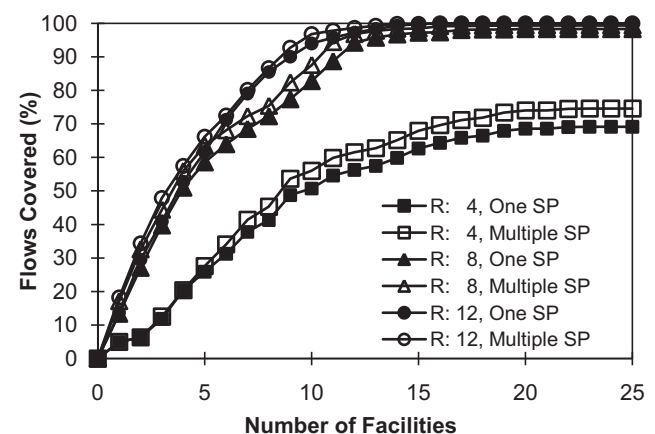 Flows Covered (%)
100
90
80
70
60
50
40
30
20
10
0
R: 4, One SP
R: 4, Multiple SP
R: 8, One SP
R: 8, Multiple SP
R: 12, One SP
R: 12, Multiple SP
0 5 10 15 20 25
Number of Facilities